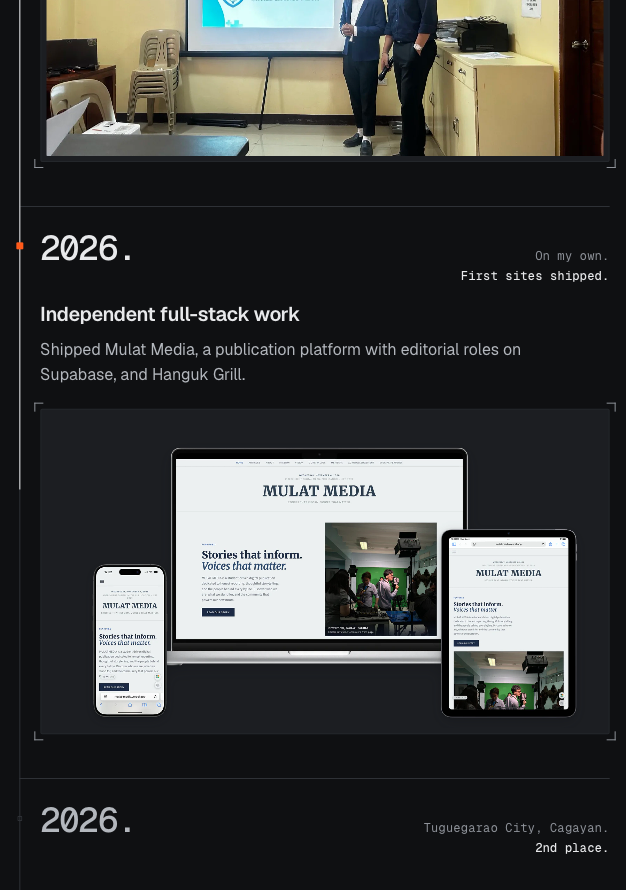 2026.
On my own.
First sites shipped.
Independent full-stack work
Shipped Mulat Media, a publication platform with editorial roles on
Supabase, and Hanguk Grill.
MULAT MEDIA
Stories that inform.
Voices that matter.
MULAT MEDIA
Stories that inform.
Voices that matter.
MULAT MEDIA
Stories that inform.
Voices that matter
2026.
Tuguegarao City, Cagayan.
2nd place.